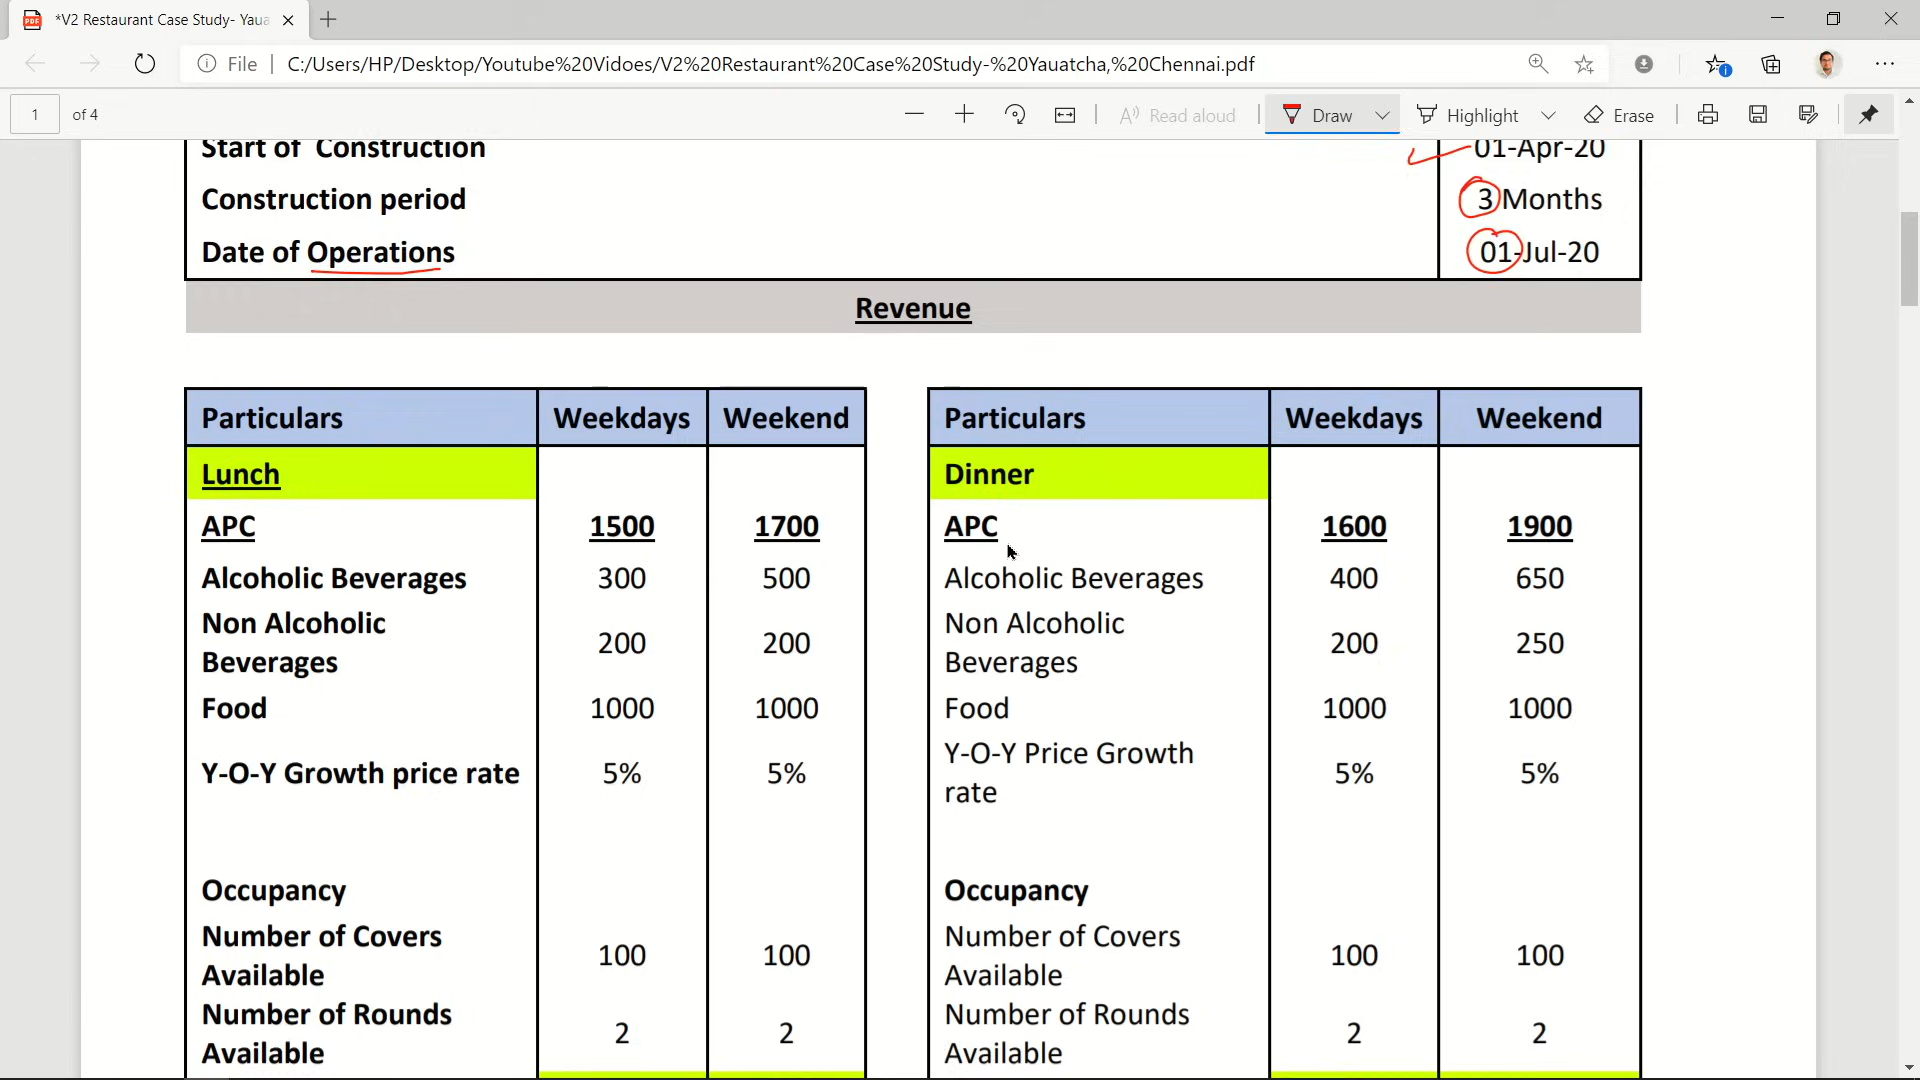 *V2 Restaurant Case Study- Yaua
File
C:/Users/HP/Desktop/Youtube%20Vidoes/V2%20Restaurant%20Case%20Study-%20Yauatcha,%20Chennai.pdf
1 of 4
Read aloud
Draw
Highlight
Erase
Start of Construction 01-Apr-20
Construction period 3 Months
Date of Operations 01-Jul-20
Revenue
Particulars Weekdays Weekend
Lunch
APC 1500 1700
Alcoholic Beverages 300 500
Non Alcoholic
Beverages 200 200
Food 1000 1000
Y-O-Y Growth price rate 5% 5%
Occupancy
Number of Covers
Available 100 100
Number of Rounds
Available 2 2
Particulars Weekdays Weekend
Dinner
APC 1600 1900
Alcoholic Beverages 400 650
Non Alcoholic
Beverages 200 250
Food 1000 1000
Y-O-Y Price Growth
rate 5% 5%
Occupancy
Number of Covers
Available 100 100
Number of Rounds
Available 2 2